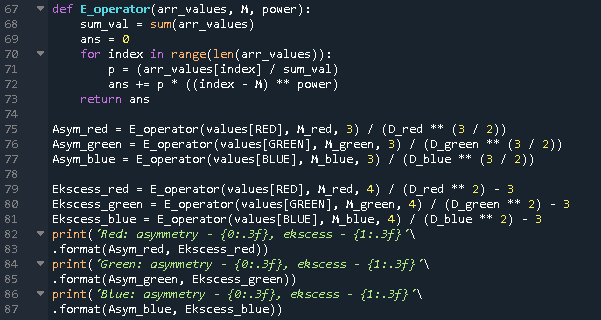 67 def E_operator(arr_values, M, power):
68     sum_val = sum(arr_values)
69     ans = 0
70     for index in range(len(arr_values)):
71         p = (arr_values[index] / sum_val)
72         ans += p * ((index - M) ** power)
73     return ans
74
75 Asym_red = E_operator(values[RED], M_red, 3) / (D_red ** (3 / 2))
76 Asym_green = E_operator(values[GREEN], M_green, 3) / (D_green ** (3 / 2))
77 Asym_blue = E_operator(values[BLUE], M_blue, 3) / (D_blue ** (3 / 2))
78
79 Ekscess_red = E_operator(values[RED], M_red, 4) / (D_red ** 2) - 3
80 Ekscess_green = E_operator(values[GREEN], M_green, 4) / (D_green ** 2) - 3
81 Ekscess_blue = E_operator(values[BLUE], M_blue, 4) / (D_blue ** 2) - 3
82 print('Red: asymmetry - {0:.3f}, ekscess - {1:.3f}'\
83 .format(Asym_red, Ekscess_red))
84 print('Green: asymmetry - {0:.3f}, ekscess - {1:.3f}'\
85 .format(Asym_green, Ekscess_green))
86 print('Blue: asymmetry - {0:.3f}, ekscess - {1:.3f}'\
87 .format(Asym_blue, Ekscess_blue))